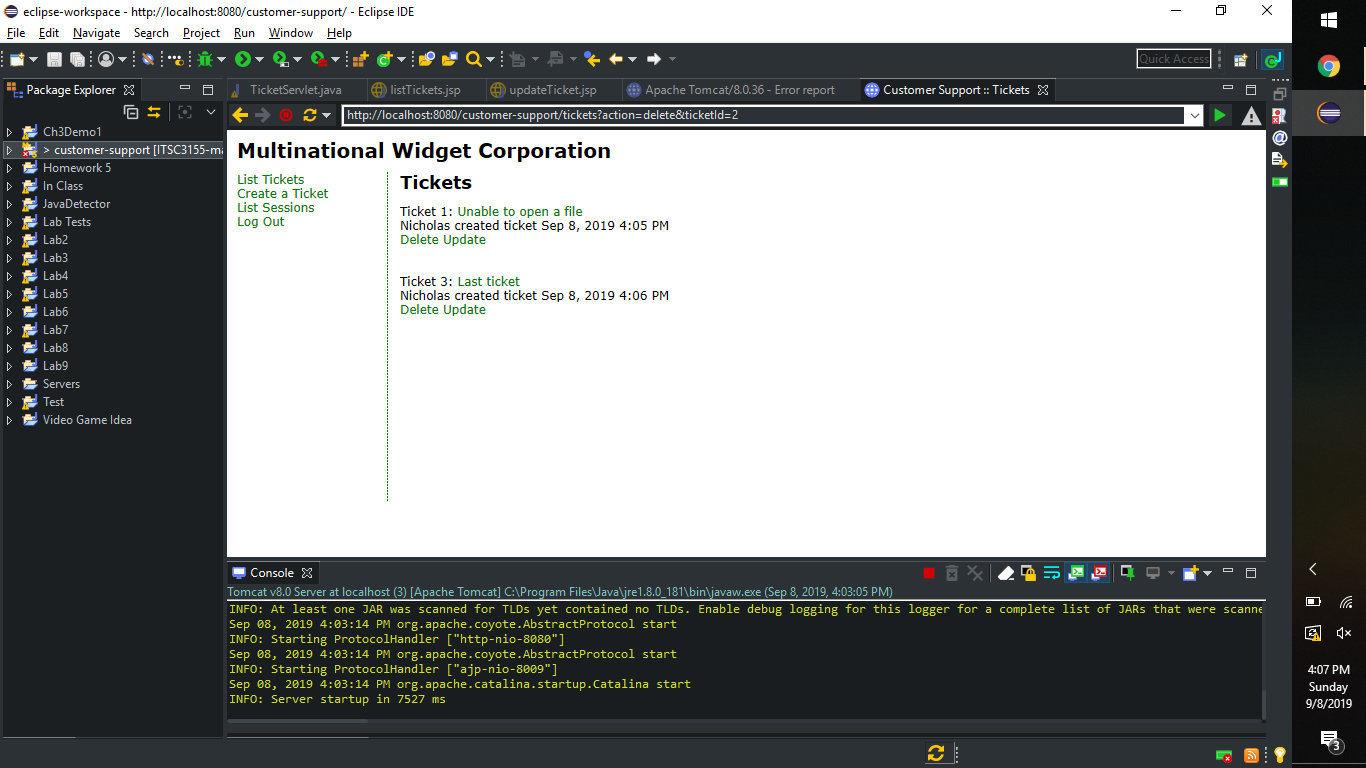 eclipse-workspace - http://localhost:8080/customer-support/ - Eclipse IDE
File Edit Navigate Search Project Run Window Help
Quick Access
Package Explorer
TicketServlet.java listTickets.jsp updateTicket.jsp Apache Tomcat/8.0.36 - Error report Customer Support :: Tickets
http://localhost:8080/customer-support/tickets?action=delete&ticketId=2
Ch3Demo1
> customer-support [ITSC3155-ma
Homework 5
In Class
JavaDetector
Lab Tests
Lab2
Lab3
Lab4
Lab5
Lab6
Lab7
Lab8
Lab9
Servers
Test
Video Game Idea
Multinational Widget Corporation
List Tickets
Create a Ticket
List Sessions
Log Out
Tickets
Ticket 1: Unable to open a file
Nicholas created ticket Sep 8, 2019 4:05 PM
Delete Update
Ticket 3: Last ticket
Nicholas created ticket Sep 8, 2019 4:06 PM
Delete Update
Console
Tomcat v8.0 Server at localhost (3) [Apache Tomcat] C:\Program Files\Java\jre1.8.0_181\bin\javaw.exe (Sep 8, 2019, 4:03:05 PM)
INFO: At least one JAR was scanned for TLDs yet contained no TLDs. Enable debug logging for this logger for a complete list of JARs that were scanne
Sep 08, 2019 4:03:14 PM org.apache.coyote.AbstractProtocol start
INFO: Starting ProtocolHandler ["http-nio-8080"]
Sep 08, 2019 4:03:14 PM org.apache.coyote.AbstractProtocol start
INFO: Starting ProtocolHandler ["ajp-nio-8009"]
Sep 08, 2019 4:03:14 PM org.apache.catalina.startup.Catalina start
INFO: Server startup in 7527 ms
4:07 PM
Sunday
9/8/2019
3